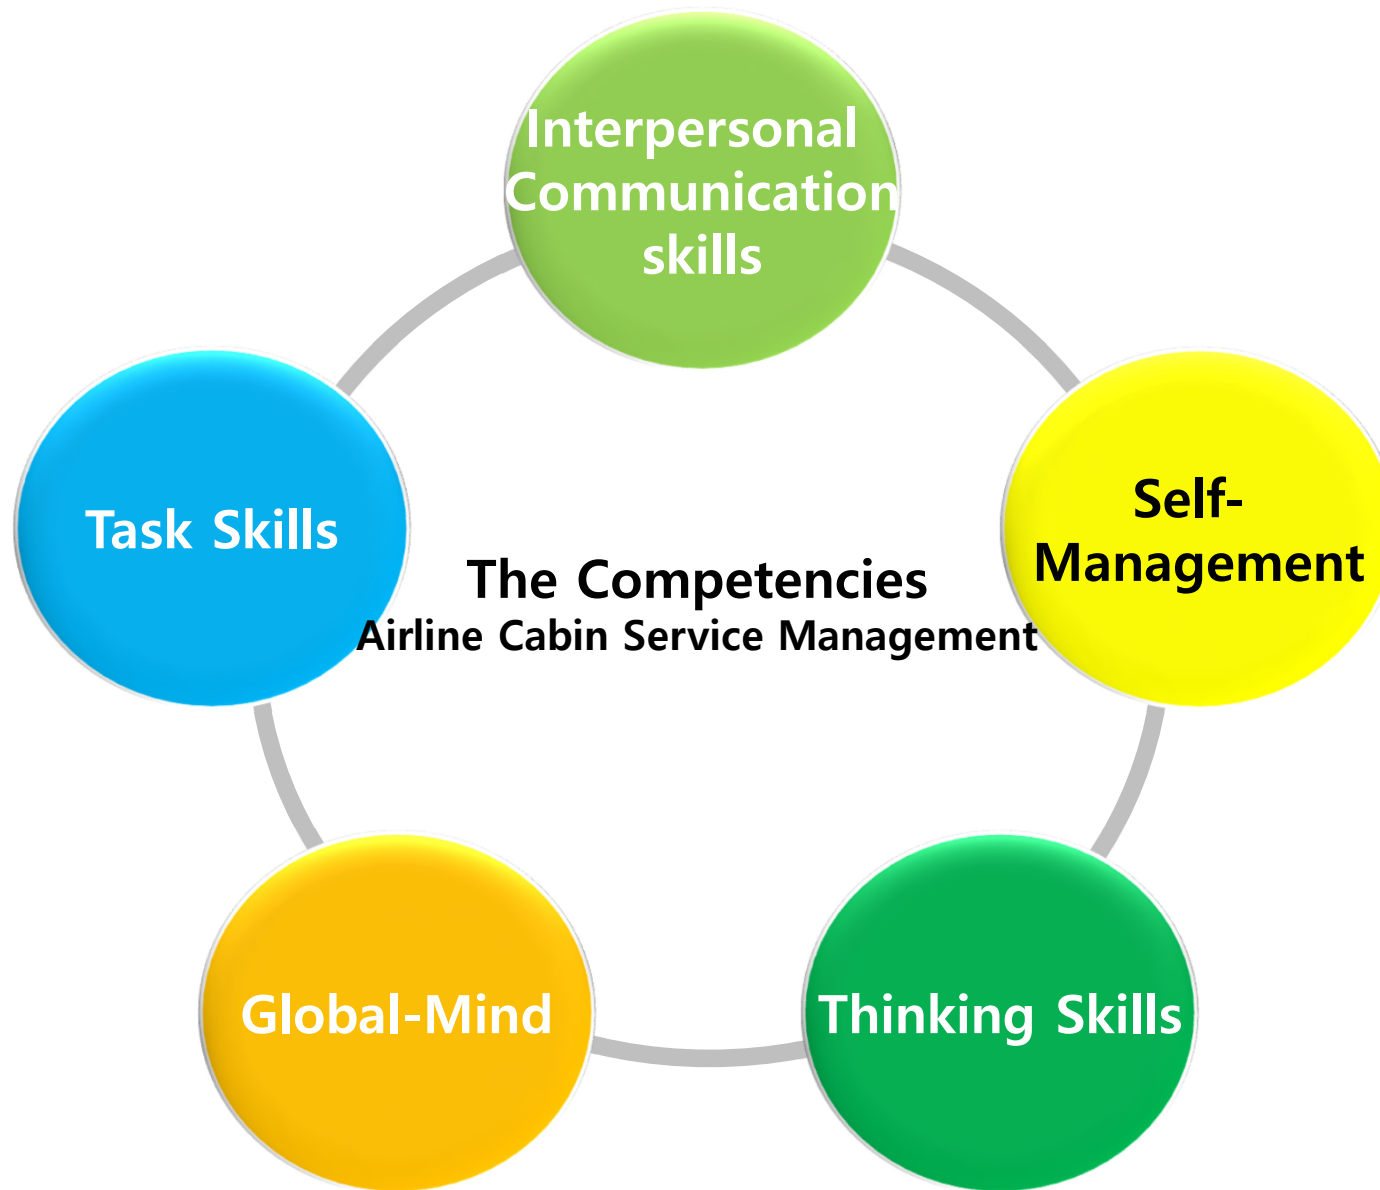 Interpersonal
Communication
skills
Task Skills
Self-
Management
The Competencies
Airline Cabin Service Management
Global-Mind
Thinking Skills